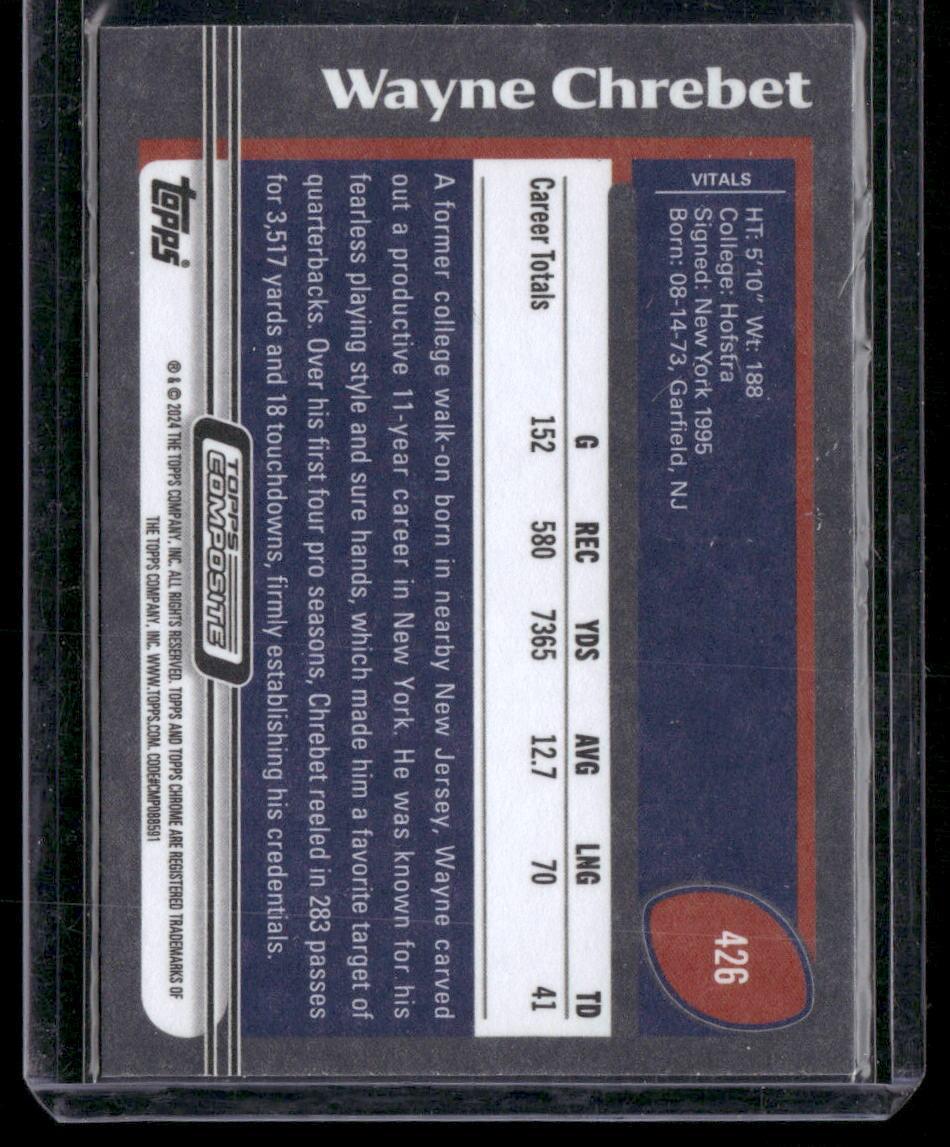 Wayne Chrebet
VITALS
HT: 5'10" Wt: 188
College: Hofstra
Signed: New York 1995
Born: 08-14-73, Garfield, NJ
426
G REC YDS AVG LNG TD
Career Totals 152 580 7365 12.7 70 41
A former college walk-on born in nearby New Jersey, Wayne carved
out a productive 11-year career in New York. He was known for his
fearless playing style and sure hands, which made him a favorite target of
quarterbacks. Over his first four pro seasons, Chrebet reeled in 283 passes
for 3,517 yards and 18 touchdowns, firmly establishing his credentials.
TOPPS
COMPOSITE
topps®
® & © 2024 THE TOPPS COMPANY, INC. ALL RIGHTS RESERVED. TOPPS AND TOPPS CHROME ARE REGISTERED TRADEMARKS OF
THE TOPPS COMPANY, INC. WWW.TOPPS.COM. CODE#CMP088591